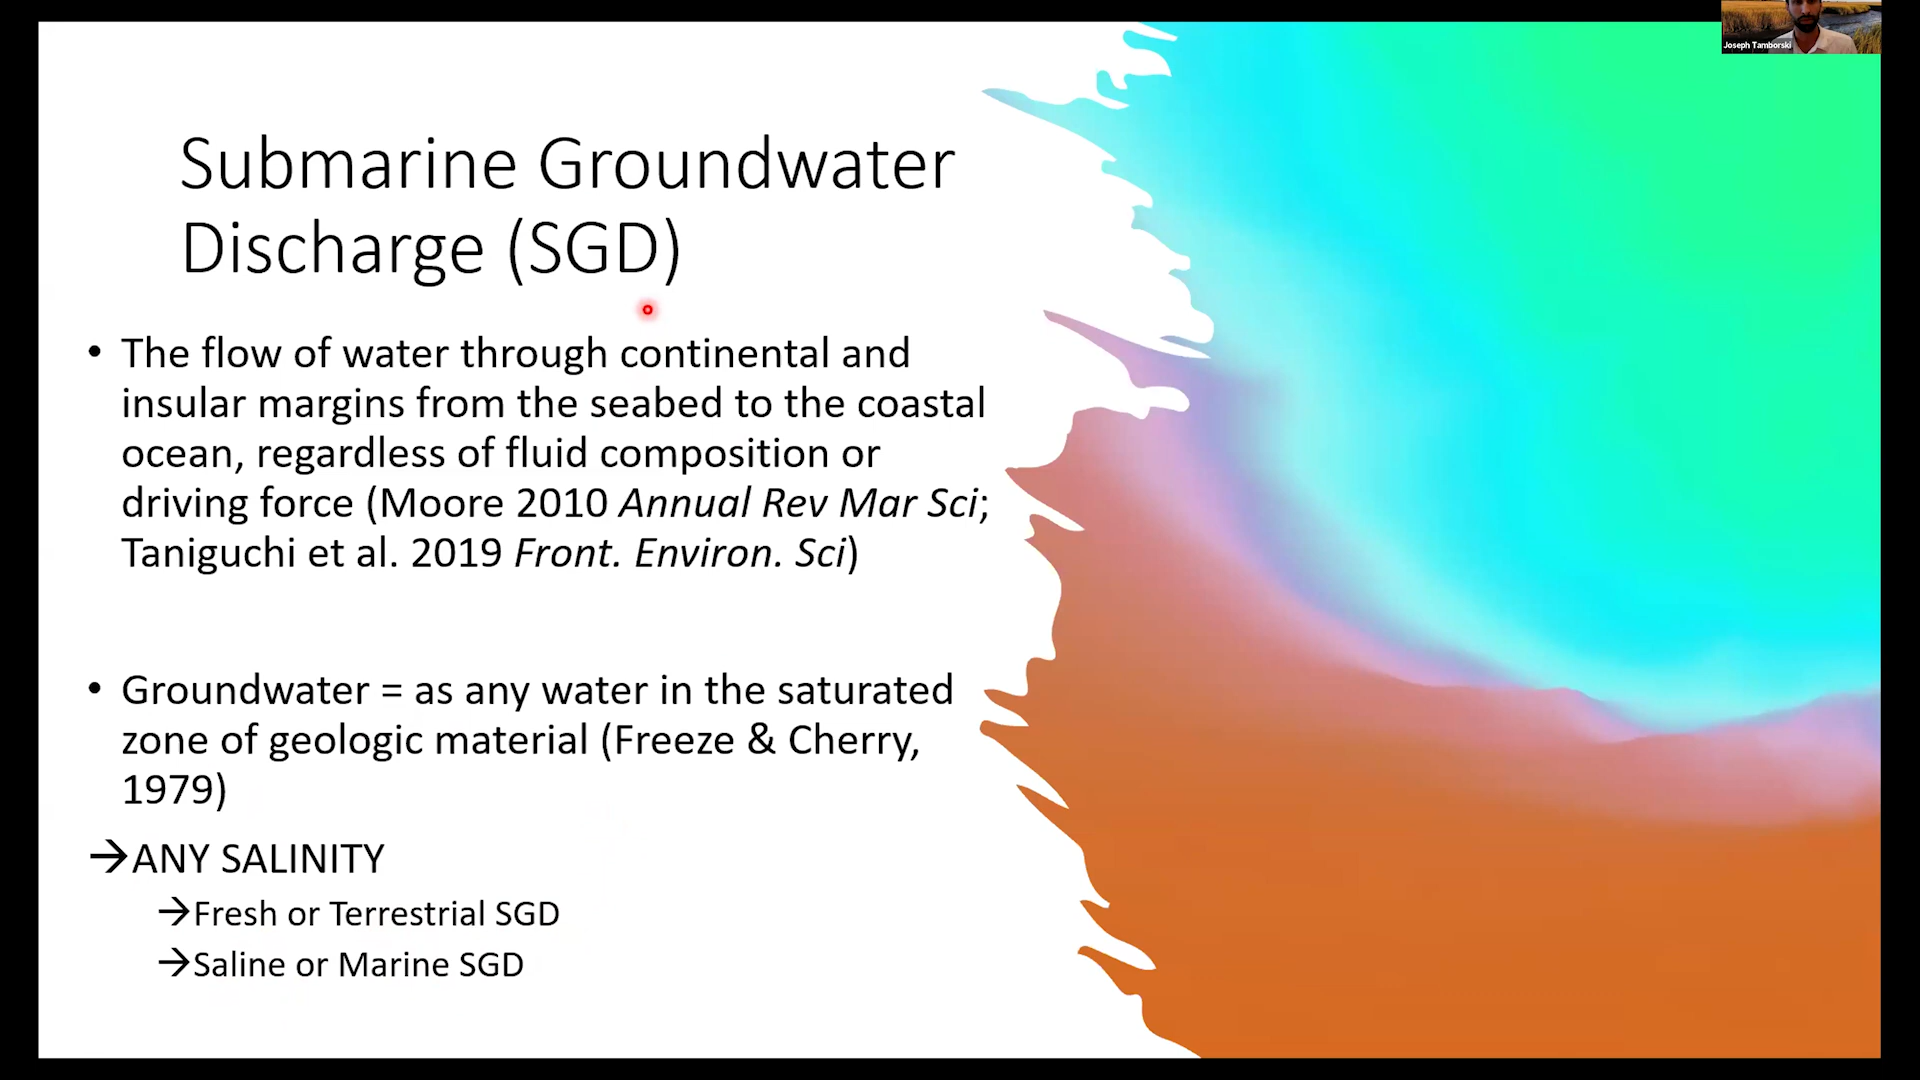 Joseph Tamborski
Submarine Groundwater
Discharge (SGD)
• The flow of water through continental and
insular margins from the seabed to the coastal
ocean, regardless of fluid composition or
driving force (Moore 2010 Annual Rev Mar Sci;
Taniguchi et al. 2019 Front. Environ. Sci)
• Groundwater = as any water in the saturated
zone of geologic material (Freeze & Cherry,
1979)
→ANY SALINITY
→Fresh or Terrestrial SGD
→Saline or Marine SGD